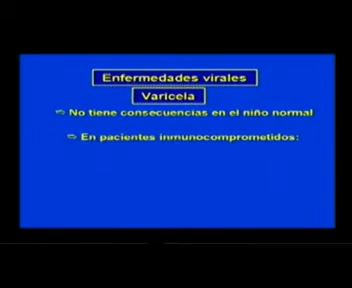 Enfermedades virales
Varicela
⇨ No tiene consecuencias en el niño normal
⇨ En pacientes inmunocomprometidos: